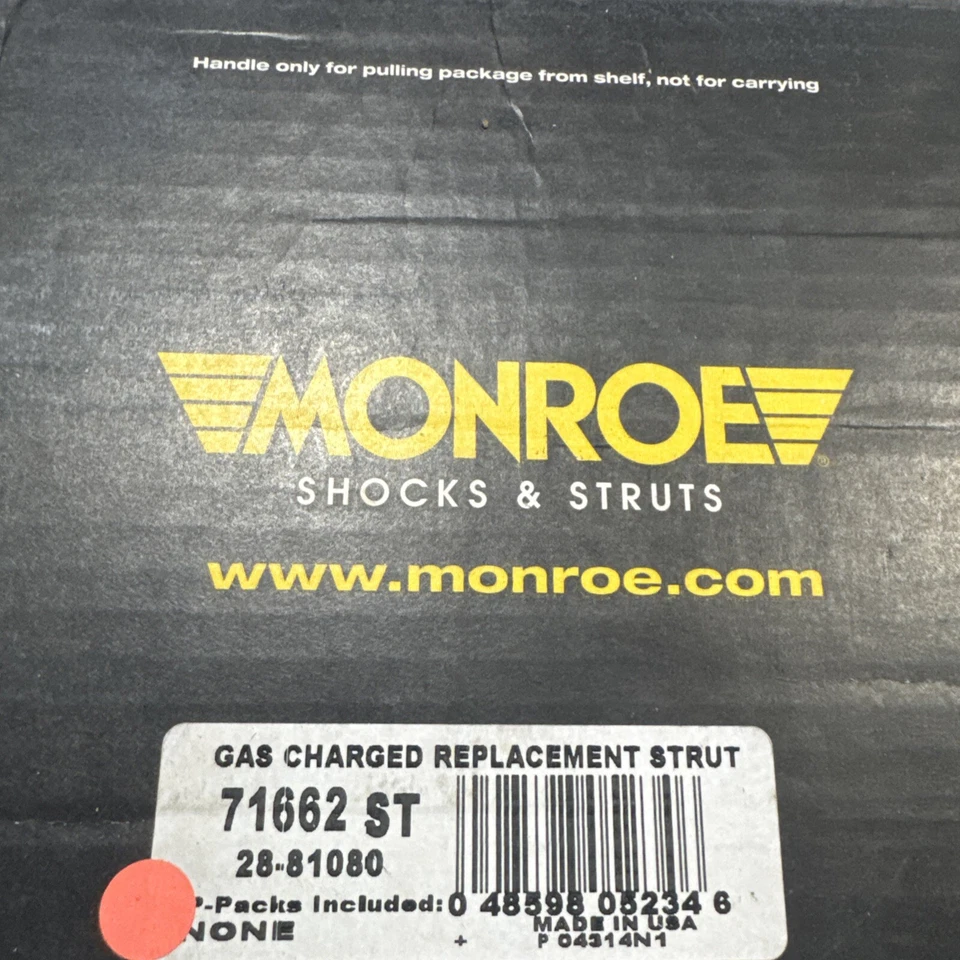 Handle only for pulling package from shelf, not for carrying
MONROE®
SHOCKS & STRUTS
www.monroe.com
GAS CHARGED REPLACEMENT STRUT
71662 ST
28-81080
P-Packs Included: 0 48598 05234 6
NONE
MADE IN USA
+ P 04314N1